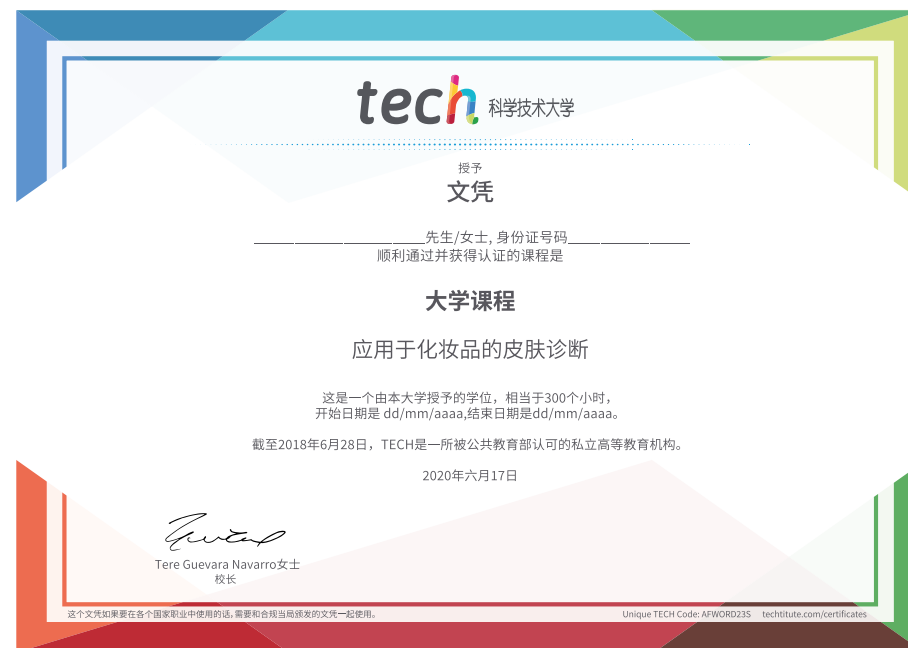 tech 科学技术大学
授予
文凭
____________________先生/女士, 身份证号码______________
顺利通过并获得认证的课程是
大学课程
应用于化妆品的皮肤诊断
这是一个由本大学授予的学位，相当于300个小时，
开始日期是 dd/mm/aaaa,结束日期是dd/mm/aaaa。
截至2018年6月28日，TECH是一所被公共教育部认可的私立高等教育机构。
2020年六月17日
Tere Guevara Navarro女士
校长
这个文凭如果要在各个国家职业中使用的话,需要和合规当局颁发的文凭一起使用。
Unique TECH Code: AFWORD23S techtitute.com/certificates